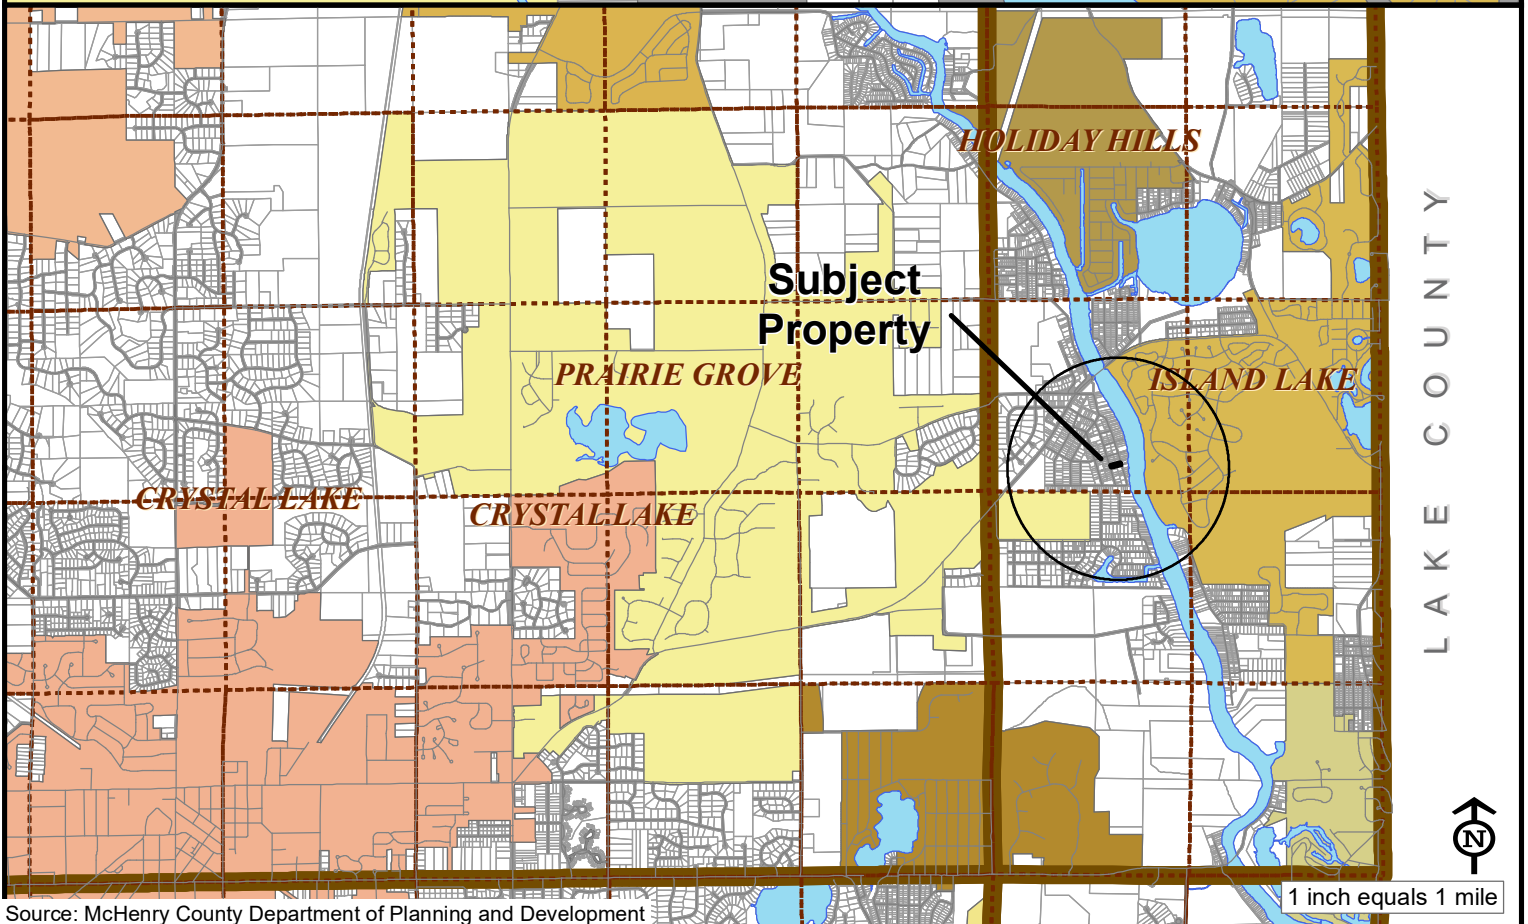 HOLIDAY HILLS
Subject
Property
PRAIRIE GROVE
ISLAND LAKE
CRYSTAL LAKE
CRYSTAL LAKE
LAKE COUNTY
N
1 inch equals 1 mile
Source: McHenry County Department of Planning and Development